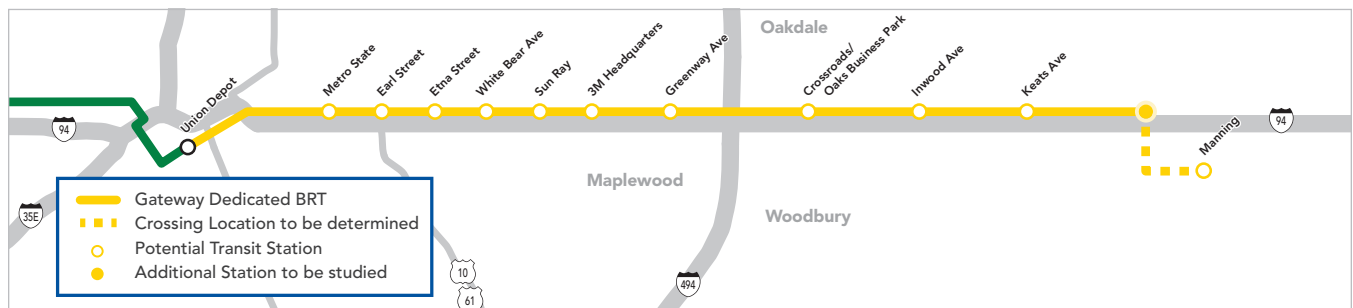 Oakdale
Union Depot
Metro State
Earl Street
Etna Street
White Bear Ave
Sun Ray
3M Headquarters
Greenway Ave
Crossroads/
Oaks Business Park
Inwood Ave
Keats Ave
Manning
94
94
Maplewood
Woodbury
35E
10
61
494
Gateway Dedicated BRT
Crossing Location to be determined
Potential Transit Station
Additional Station to be studied